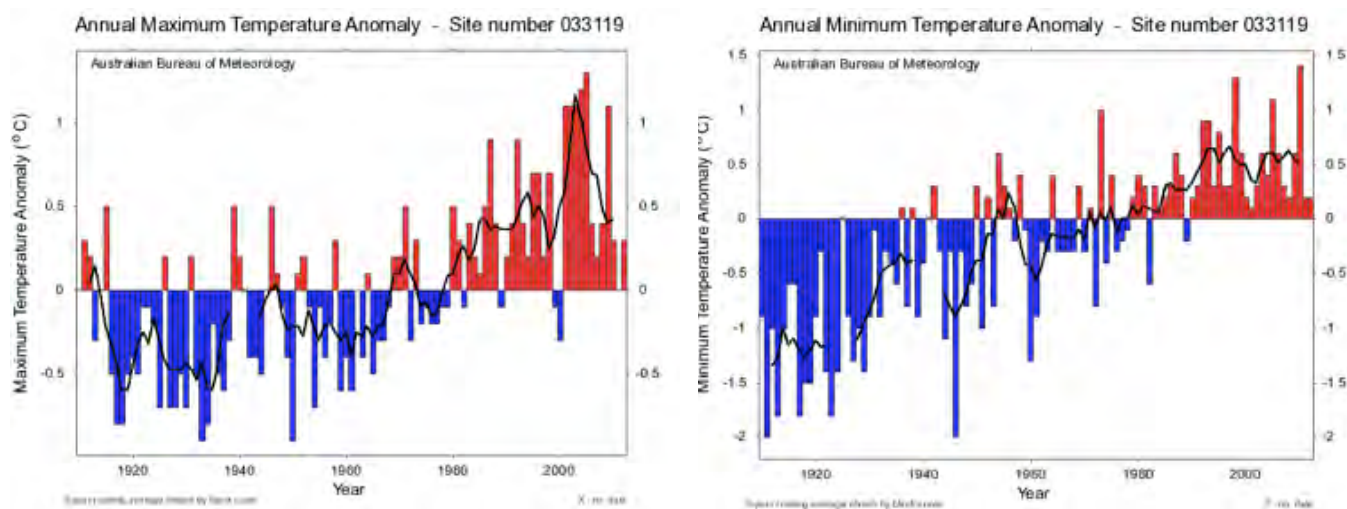 Annual Maximum Temperature Anomaly - Site number 033119
Australian Bureau of Meteorology
Maximum Temperature Anomaly (°C)
1
0.5
0
-0.5
1
0.5
0
-0.5
1920 1940 1960 1980 2000
Year
Annual Minimum Temperature Anomaly - Site number 033119
Australian Bureau of Meteorology
Minimum Temperature Anomaly (°C)
1.5
1
0.5
0
-0.5
-1
-1.5
-2
1.5
1
0.5
0
-0.5
-1
-1.5
-2
1920 1940 1960 1980 2000
Year